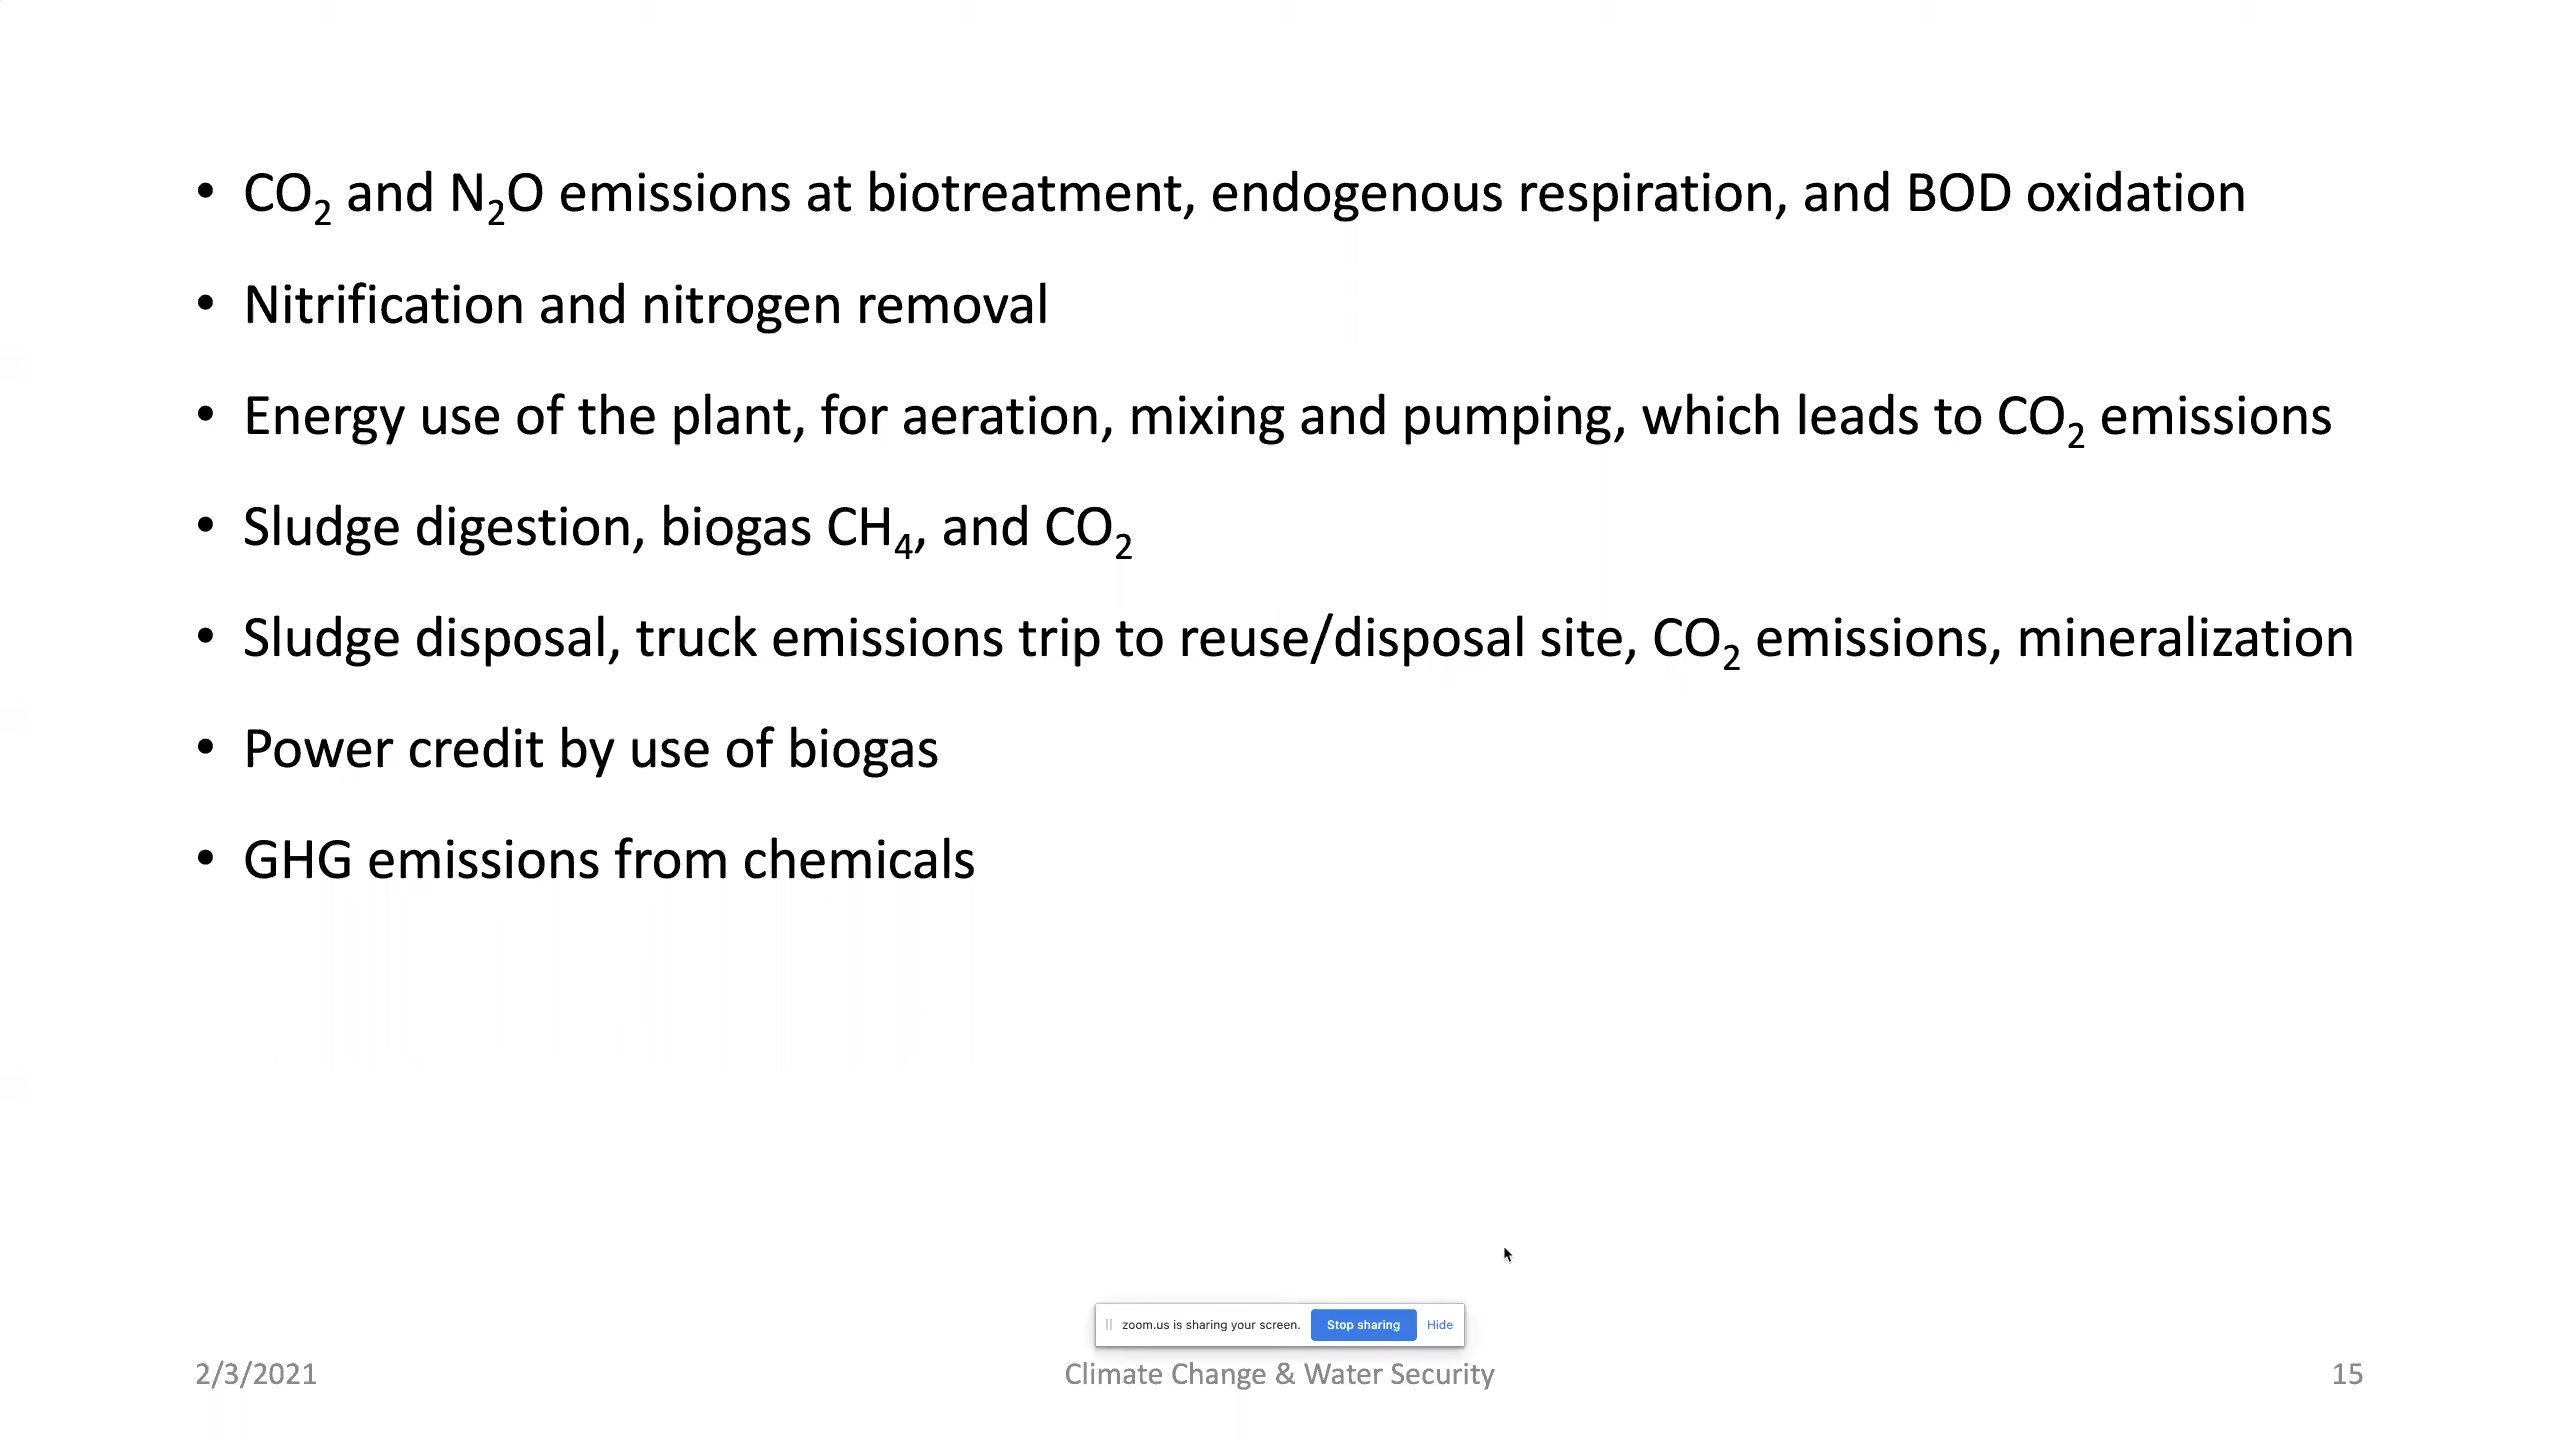 • CO₂ and N₂O emissions at biotreatment, endogenous respiration, and BOD oxidation
• Nitrification and nitrogen removal
• Energy use of the plant, for aeration, mixing and pumping, which leads to CO₂ emissions
• Sludge digestion, biogas CH₄, and CO₂
• Sludge disposal, truck emissions trip to reuse/disposal site, CO₂ emissions, mineralization
• Power credit by use of biogas
• GHG emissions from chemicals
zoom.us is sharing your screen. Stop sharing Hide
2/3/2021 Climate Change & Water Security 15